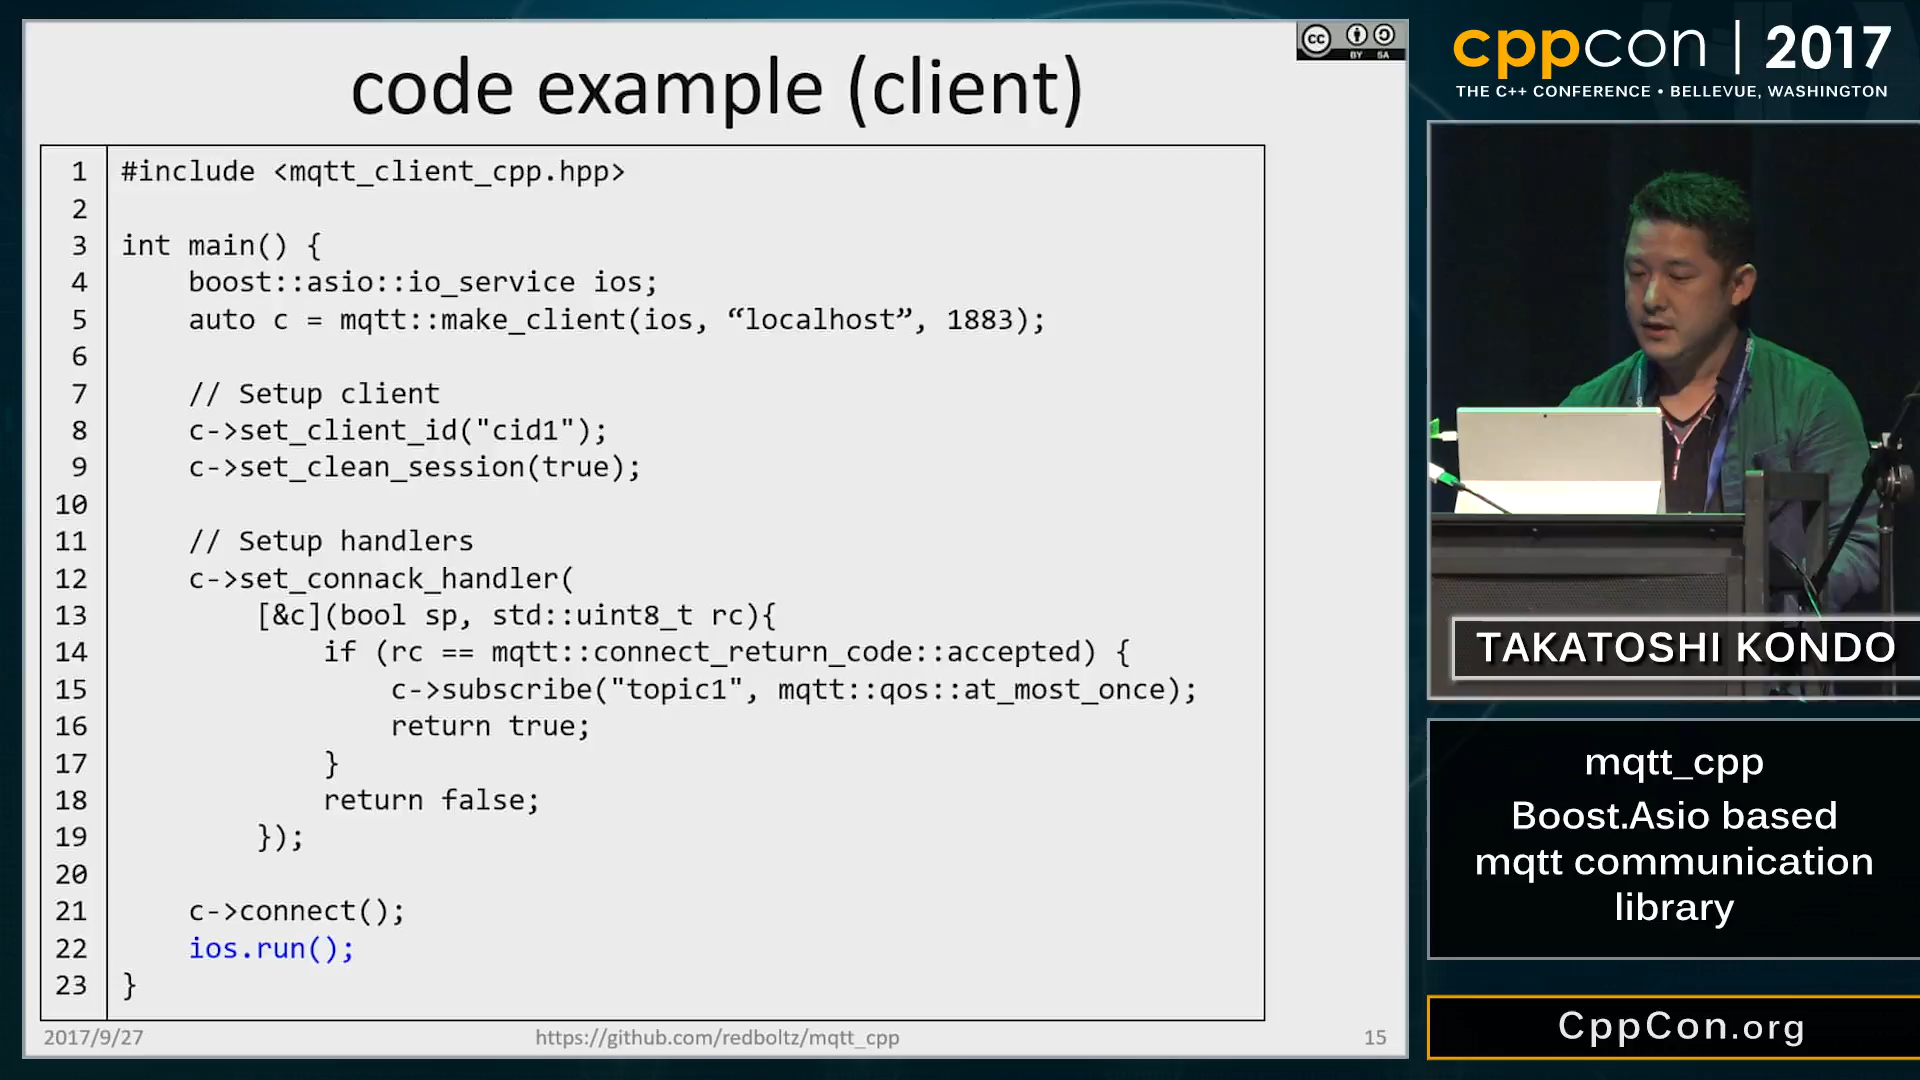 code example (client)
cc BY SA
1 #include <mqtt_client_cpp.hpp>
2
3 int main() {
4 boost::asio::io_service ios;
5 auto c = mqtt::make_client(ios, “localhost”, 1883);
6
7 // Setup client
8 c->set_client_id("cid1");
9 c->set_clean_session(true);
10
11 // Setup handlers
12 c->set_connack_handler(
13 [&c](bool sp, std::uint8_t rc){
14 if (rc == mqtt::connect_return_code::accepted) {
15 c->subscribe("topic1", mqtt::qos::at_most_once);
16 return true;
17 }
18 return false;
19 });
20
21 c->connect();
22 ios.run();
23 }
2017/9/27
https://github.com/redboltz/mqtt_cpp
15
cppcon | 2017
THE C++ CONFERENCE • BELLEVUE, WASHINGTON
TAKATOSHI KONDO
mqtt_cpp
Boost.Asio based
mqtt communication
library
CppCon.org